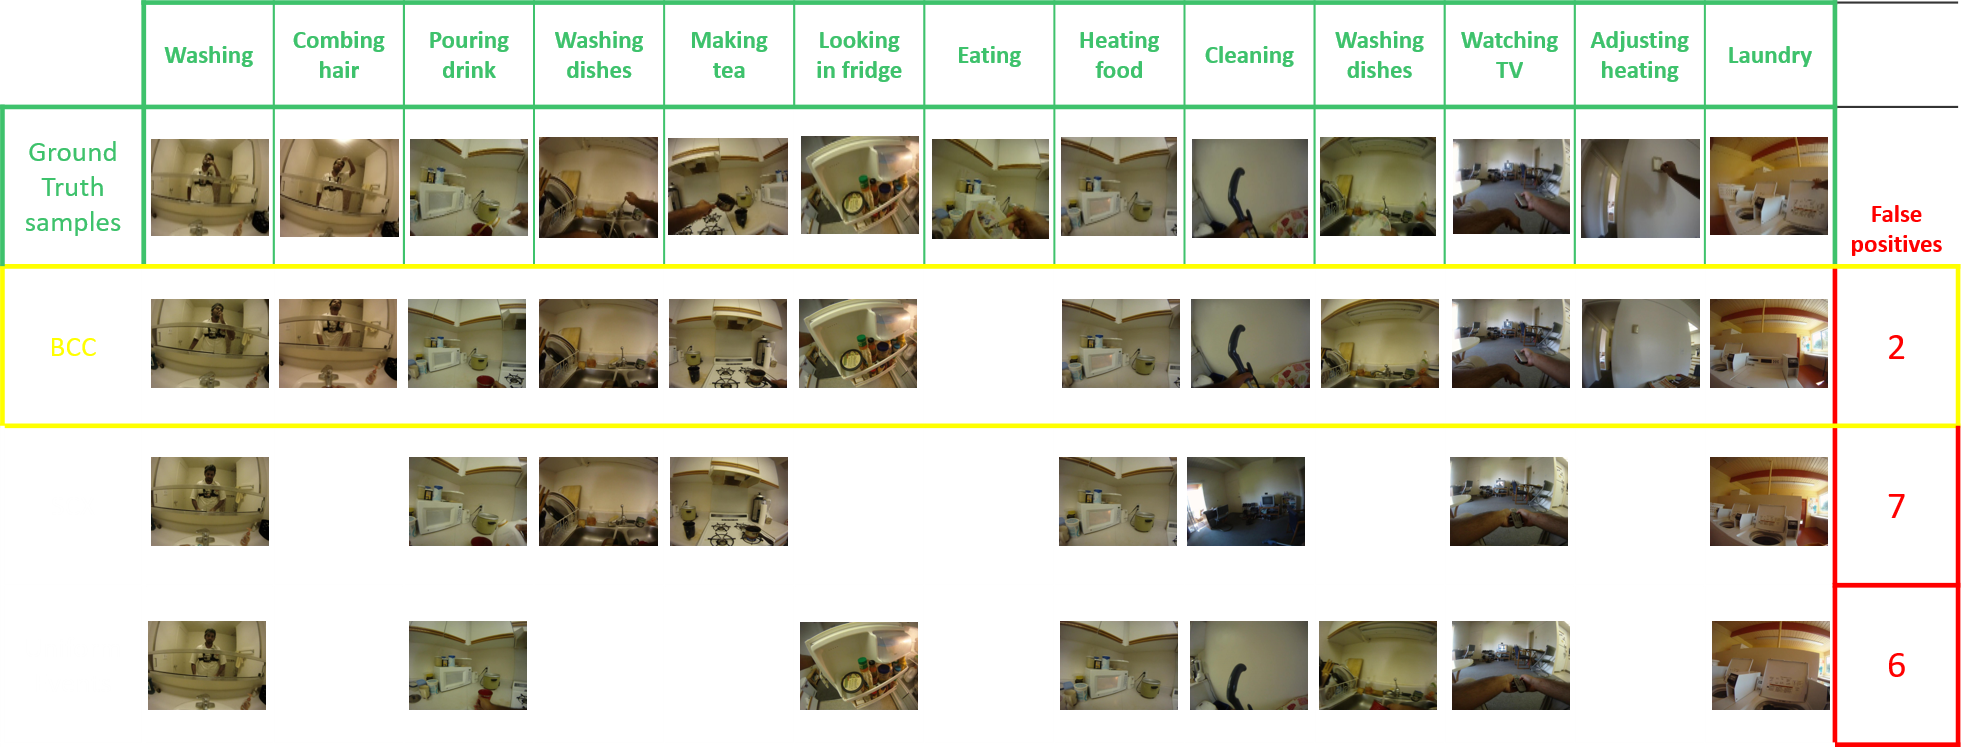 Washing
Combing
hair
Pouring
drink
Washing
dishes
Making
tea
Looking
in fridge
Eating
Heating
food
Cleaning
Washing
dishes
Watching
TV
Adjusting
heating
Laundry
Ground
Truth
samples
False
positives
BCC
2
7
6